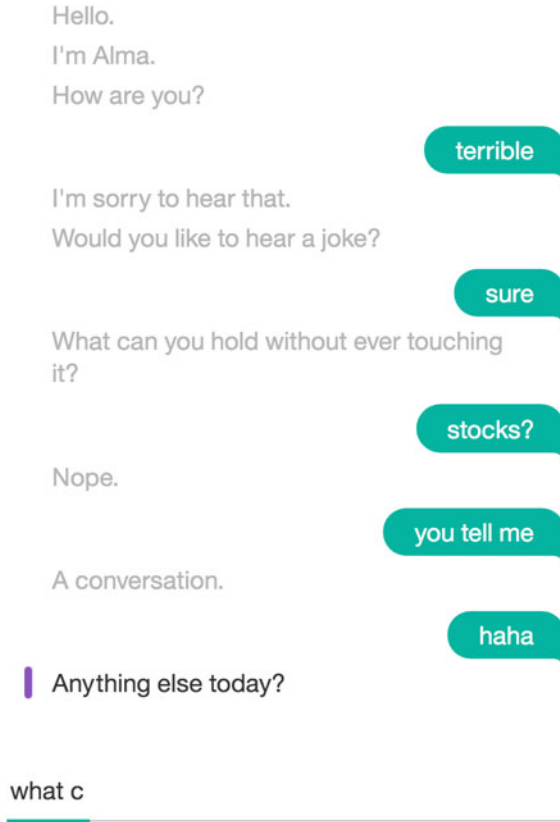 Hello.
I'm Alma.
How are you?
terrible
I'm sorry to hear that.
Would you like to hear a joke?
sure
What can you hold without ever touching
it?
stocks?
Nope.
you tell me
A conversation.
haha
Anything else today?
what c